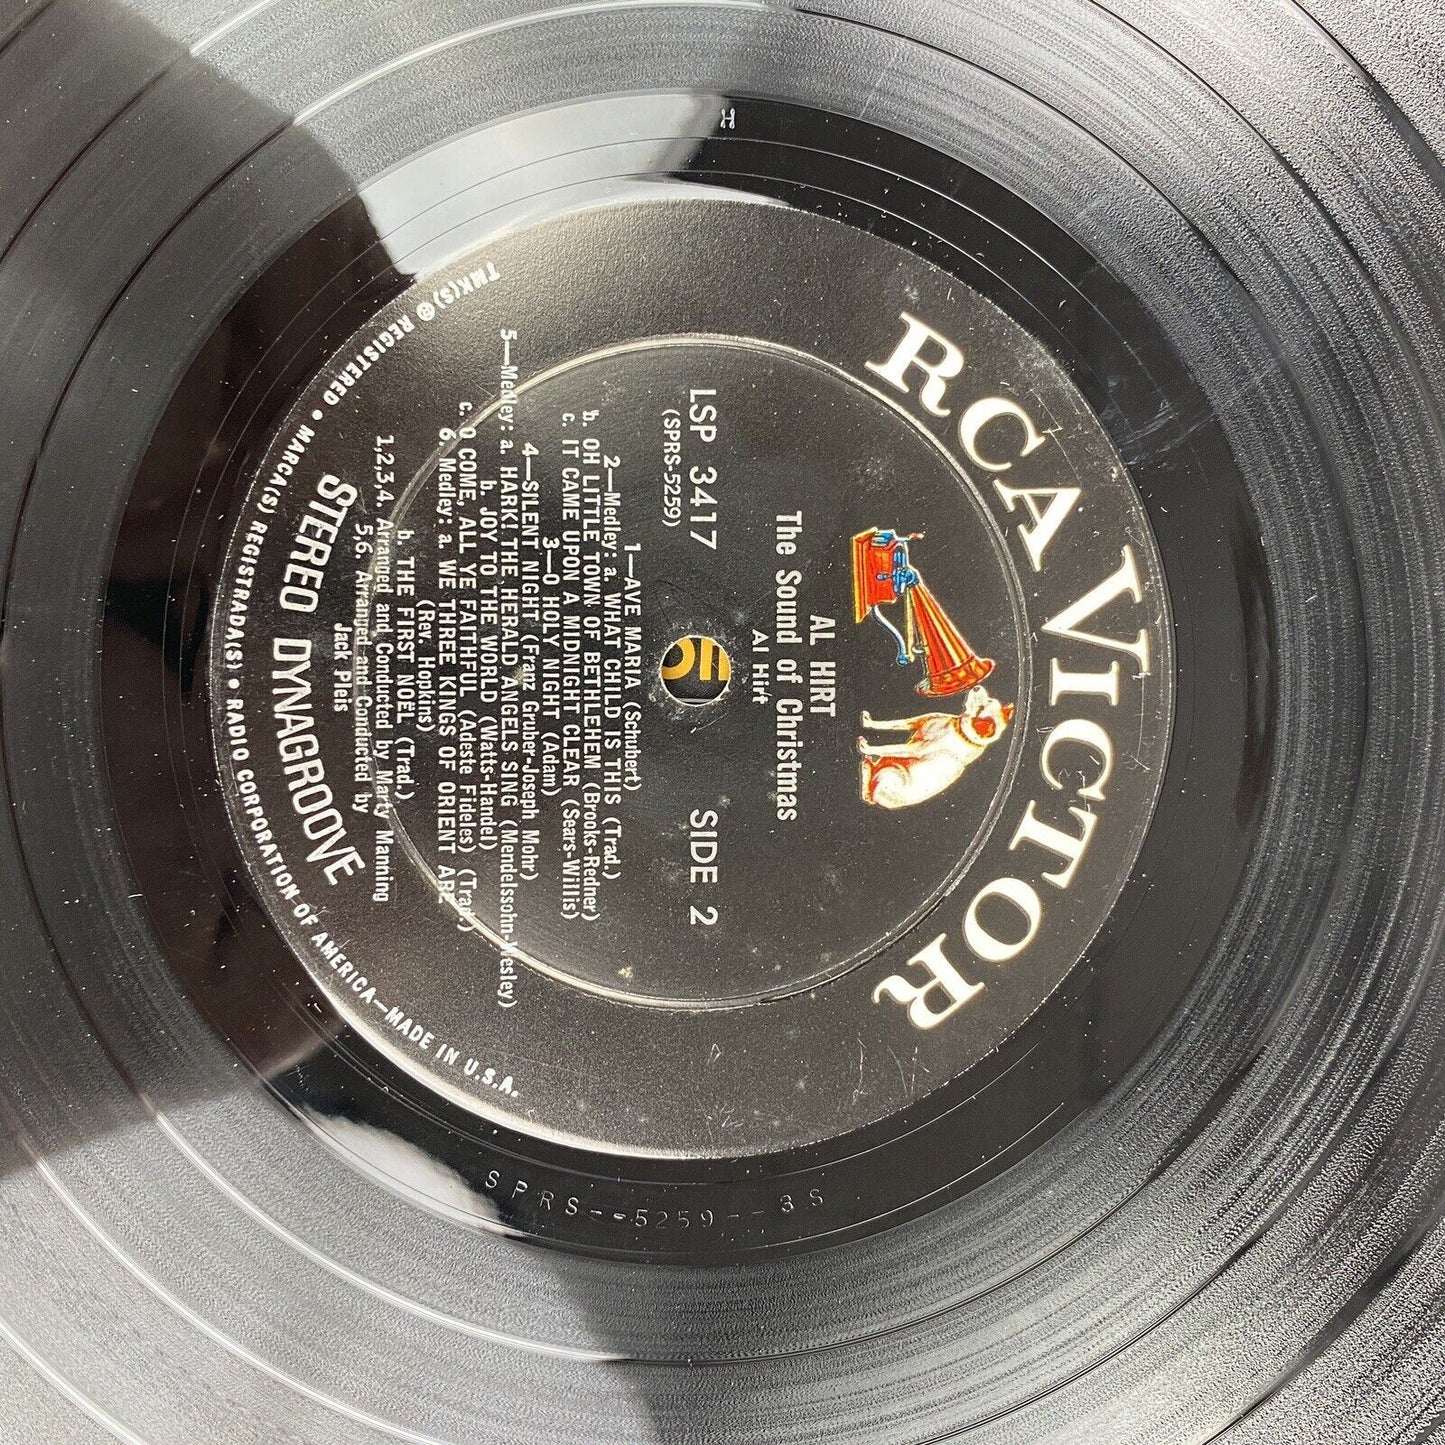 RCA VICTOR
AL HIRT
The Sound of Christmas
Al Hirt
LSP 3417
(SPRS-5259)
SIDE 2
1—AVE MARIA (Schubert)
2—Medley: a. WHAT CHILD IS THIS (Trad.)
b. OH LITTLE TOWN OF BETHLEHEM (Brooks-Redner)
c. IT CAME UPON A MIDNIGHT CLEAR (Sears-Willis)
3—O HOLY NIGHT (Adam)
4—SILENT NIGHT (Franz Gruber-Joseph Mohr)
5—Medley: a. HARK! THE HERALD ANGELS SING (Mendelssohn-Wesley)
b. JOY TO THE WORLD (Watts-Handel)
c. O COME, ALL YE FAITHFUL (Adeste Fideles) (Trad.)
6. Medley: a. WE THREE KINGS OF ORIENT ARE
(Rev. Hopkins)
b. THE FIRST NOËL (Trad.)
1,2,3,4. Arranged and Conducted by Marty Manning
5,6. Arranged and Conducted by
Jack Pleis
STEREO DYNAGROOVE
TMK(S) ® REGISTERED • MARCA(S) REGISTRADA(S) • RADIO CORPORATION OF AMERICA—MADE IN U.S.A.
SPRS--5259--3S
H